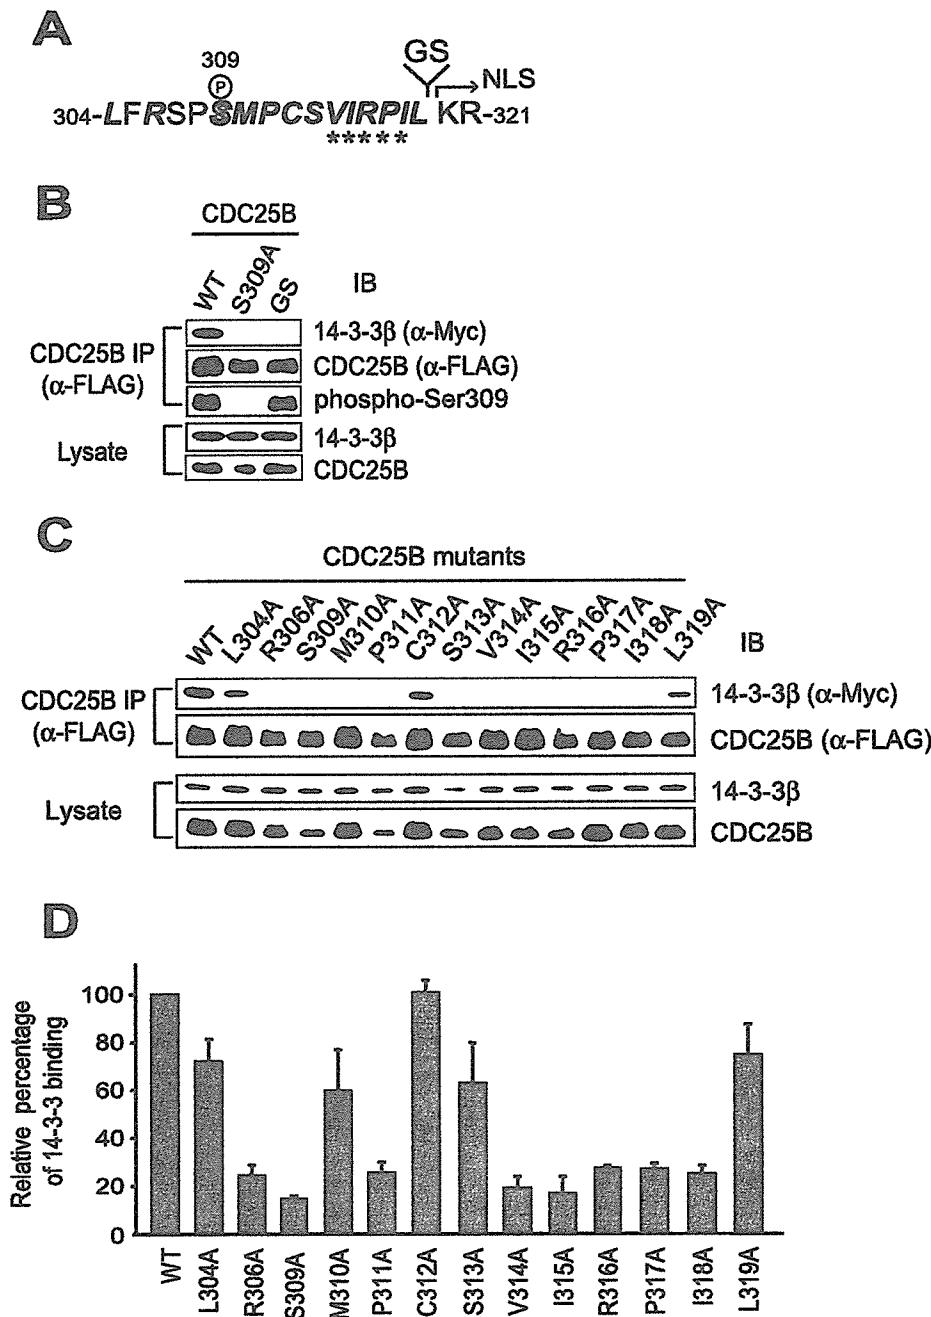 A
GS
309
P
NLS
304-LFRSPSMPCSVIRPIL KR-321
*****
B
CDC25B
WT S309A GS IB
14-3-3β (α-Myc)
CDC25B IP
(α-FLAG)
CDC25B (α-FLAG)
phospho-Ser309
Lysate
14-3-3β
CDC25B
C
CDC25B mutants
WT L304A R306A S309A M310A P311A C312A S313A V314A I315A R316A P317A I318A L319A IB
CDC25B IP
(α-FLAG)
14-3-3β (α-Myc)
CDC25B (α-FLAG)
Lysate
14-3-3β
CDC25B
D
Relative percentage
of 14-3-3 binding
100
80
60
40
20
0
WT L304A R306A S309A M310A P311A C312A S313A V314A I315A R316A P317A I318A L319A